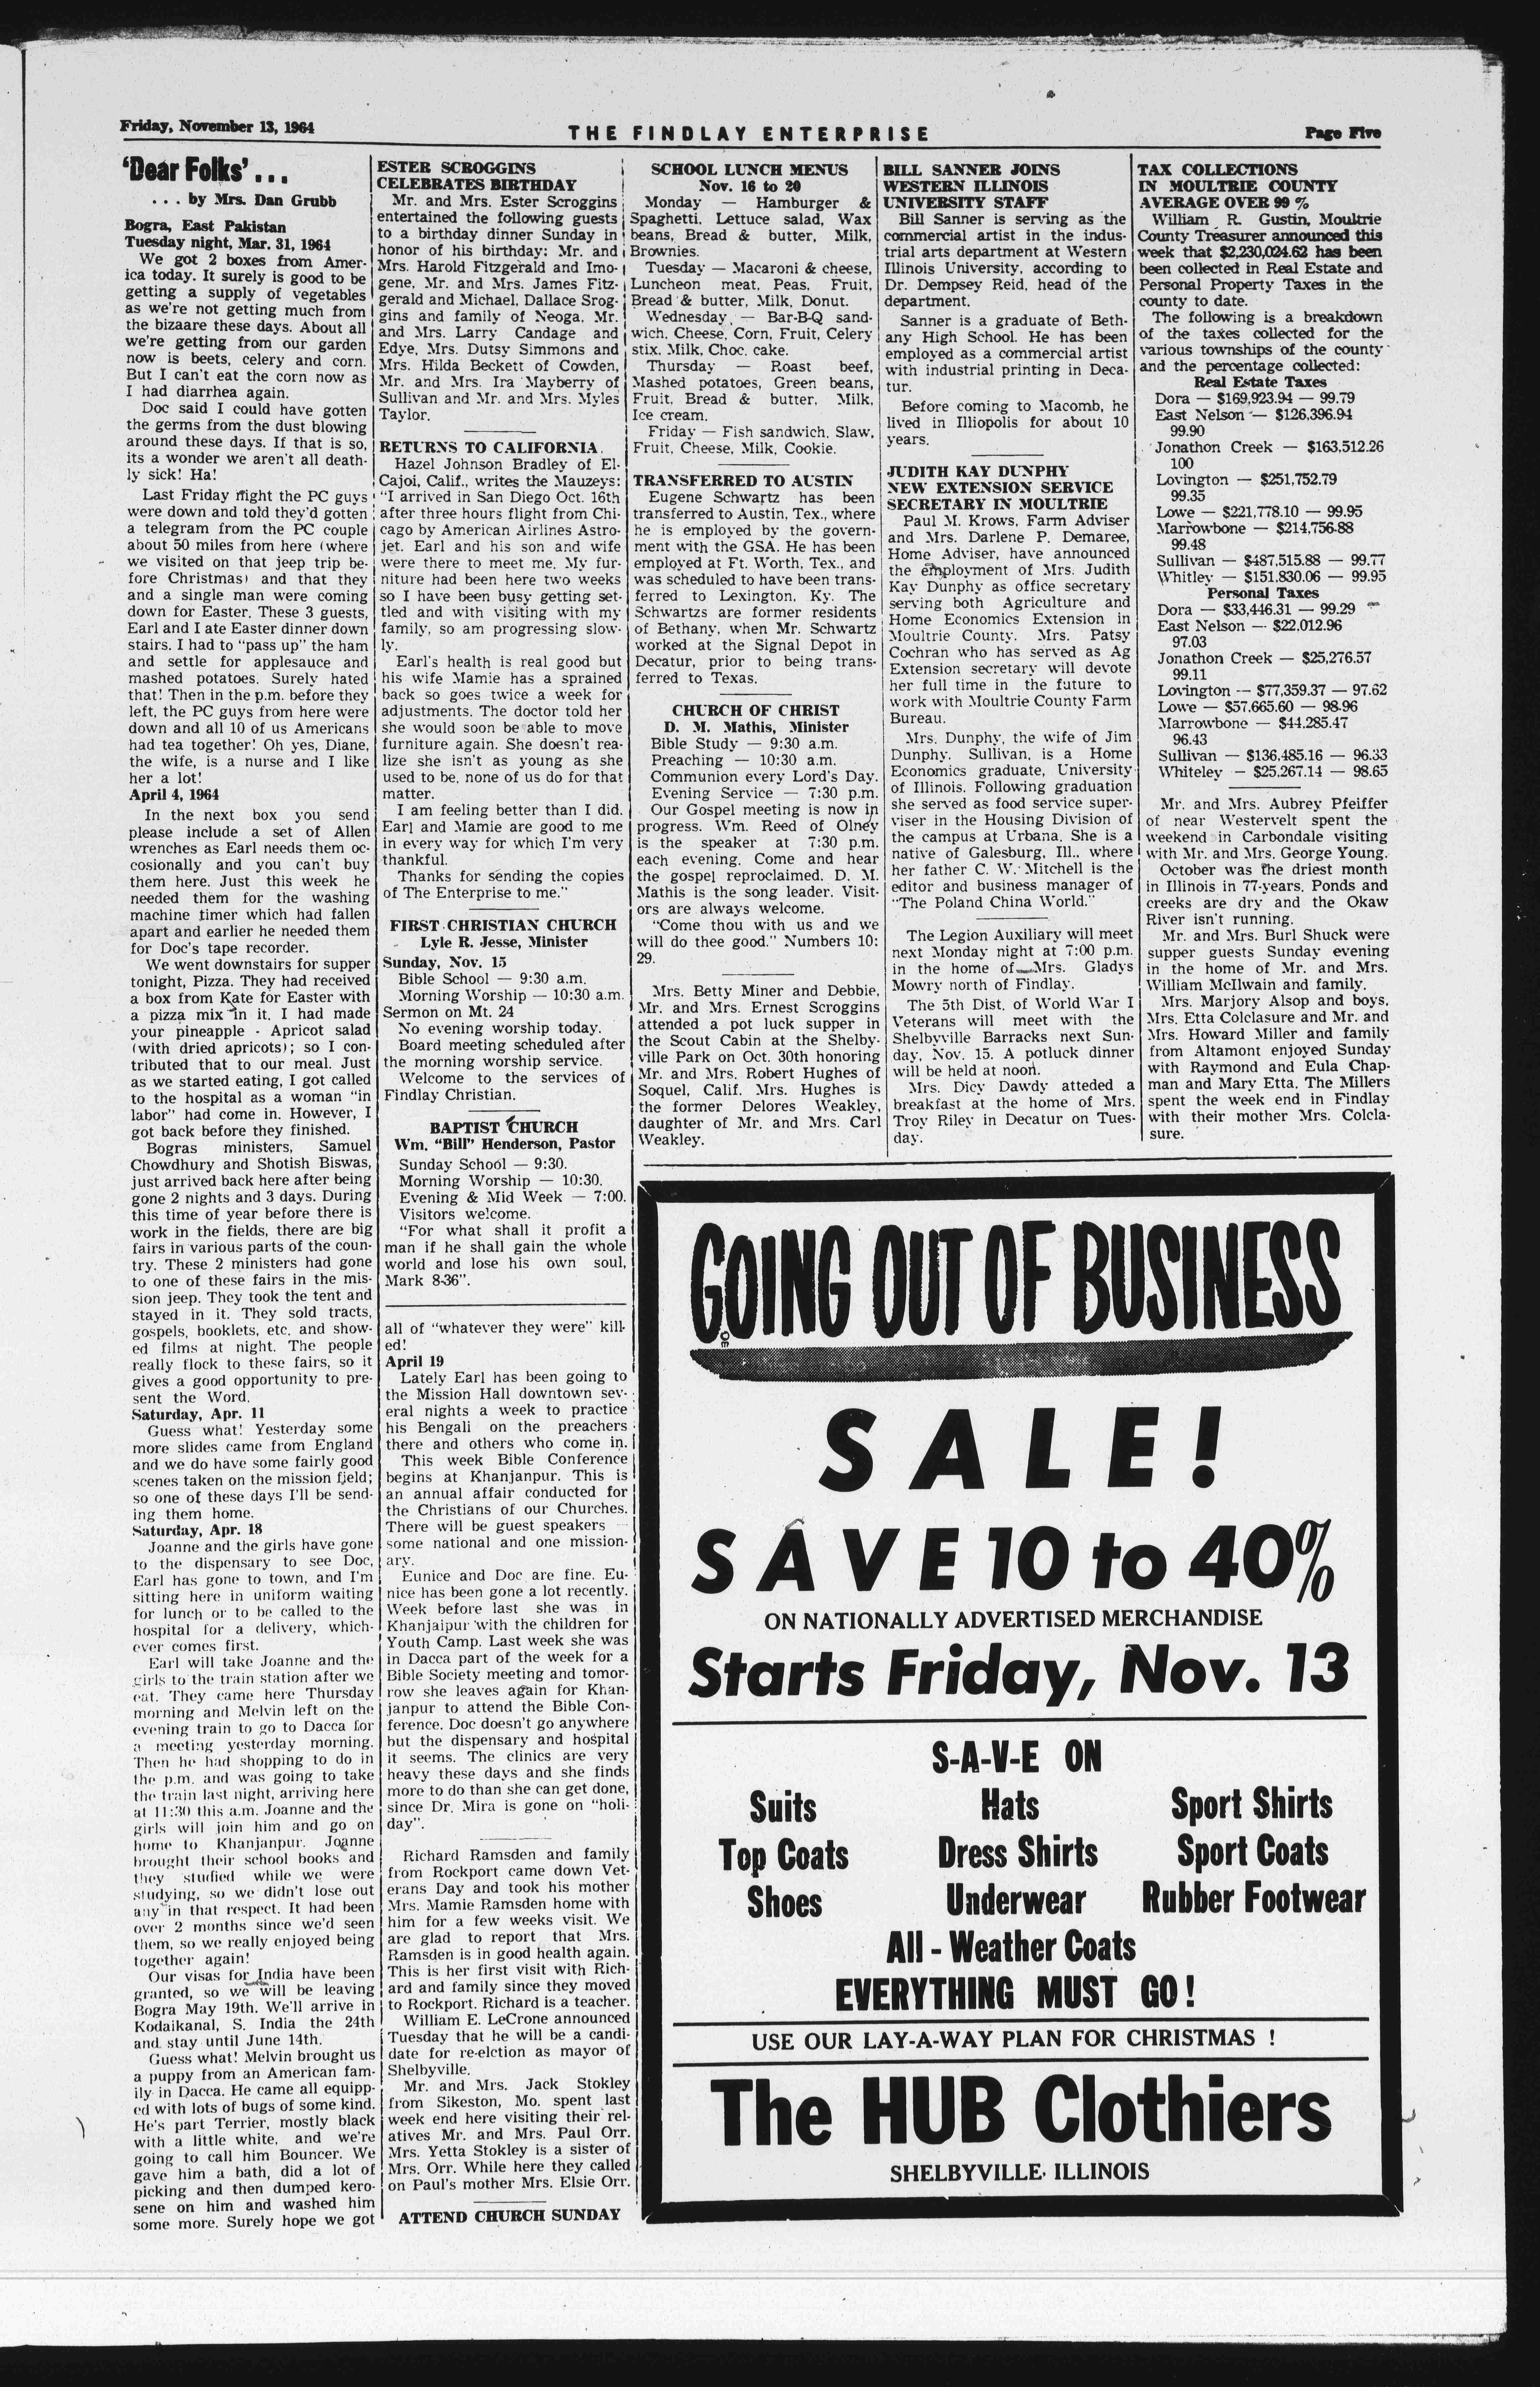 Friday, November 13, 1964
THE FINDLAY ENTERPRISE
Page Five
'Dear Folks' . . .
. . . by Mrs. Dan Grubb
Bogra, East Pakistan
Tuesday night, Mar. 31, 1964
We got 2 boxes from Amer-
ica today. It surely is good to be
getting a supply of vegetables
as we're not getting much from
the bizaare these days. About all
we're getting from our garden
now is beets, celery and corn.
But I can't eat the corn now as
I had diarrhea again.
Doc said I could have gotten
the germs from the dust blowing
around these days. If that is so,
its a wonder we aren't all death-
ly sick! Ha!
Last Friday night the PC guys
were down and told they'd gotten
a telegram from the PC couple
about 50 miles from here (where
we visited on that jeep trip be-
fore Christmas) and that they
and a single man were coming
down for Easter. These 3 guests,
Earl and I ate Easter dinner down
stairs. I had to "pass up" the ham
and settle for applesauce and
mashed potatoes. Surely hated
that! Then in the p.m. before they
left, the PC guys from here were
down and all 10 of us Americans
had tea together! Oh yes, Diane,
the wife, is a nurse and I like
her a lot!
April 4, 1964
In the next box you send
please include a set of Allen
wrenches as Earl needs them oc-
cosionally and you can't buy
them here. Just this week he
needed them for the washing
machine timer which had fallen
apart and earlier he needed them
for Doc's tape recorder.
We went downstairs for supper
tonight, Pizza. They had received
a box from Kate for Easter with
a pizza mix in it. I had made
your pineapple - Apricot salad
(with dried apricots); so I con-
tributed that to our meal. Just
as we started eating, I got called
to the hospital as a woman "in
labor" had come in. However, I
got back before they finished.
Bogras ministers, Samuel
Chowdhury and Shotish Biswas,
just arrived back here after being
gone 2 nights and 3 days. During
this time of year before there is
work in the fields, there are big
fairs in various parts of the coun-
try. These 2 ministers had gone
to one of these fairs in the mis-
sion jeep. They took the tent and
stayed in it. They sold tracts,
gospels, booklets, etc. and show-
ed films at night. The people
really flock to these fairs, so it
gives a good opportunity to pre-
sent the Word.
Saturday, Apr. 11
Guess what! Yesterday some
more slides came from England
and we do have some fairly good
scenes taken on the mission field;
so one of these days I'll be send-
ing them home.
Saturday, Apr. 18
Joanne and the girls have gone
to the dispensary to see Doc,
Earl has gone to town, and I'm
sitting here in uniform waiting
for lunch or to be called to the
hospital for a delivery, which-
ever comes first.
Earl will take Joanne and the
girls to the train station after we
eat. They came here Thursday
morning and Melvin left on the
evening train to go to Dacca for
a meeting yesterday morning.
Then he had shopping to do in
the p.m. and was going to take
the train last night, arriving here
at 11:30 this a.m. Joanne and the
girls will join him and go on
home to Khanjanpur. Joanne
brought their school books and
they studied while we were
studying, so we didn't lose out
any in that respect. It had been
over 2 months since we'd seen
them, so we really enjoyed being
together again!
Our visas for India have been
granted, so we will be leaving
Bogra May 19th. We'll arrive in
Kodaikanal, S. India the 24th
and stay until June 14th.
Guess what! Melvin brought us
a puppy from an American fam-
ily in Dacca. He came all equipp-
ed with lots of bugs of some kind.
He's part Terrier, mostly black
with a little white, and we're
going to call him Bouncer. We
gave him a bath, did a lot of
picking and then dumped kero-
sene on him and washed him
some more. Surely hope we got
ESTER SCROGGINS
CELEBRATES BIRTHDAY
Mr. and Mrs. Ester Scroggins
entertained the following guests
to a birthday dinner Sunday in
honor of his birthday: Mr. and
Mrs. Harold Fitzgerald and Imo-
gene, Mr. and Mrs. James Fitz-
gerald and Michael, Dallace Srog-
gins and family of Neoga, Mr.
and Mrs. Larry Candage and
Edye, Mrs. Dutsy Simmons and
Mrs. Hilda Beckett of Cowden,
Mr. and Mrs. Ira Mayberry of
Sullivan and Mr. and Mrs. Myles
Taylor.
RETURNS TO CALIFORNIA
Hazel Johnson Bradley of El-
Cajoi, Calif., writes the Mauzeys:
"I arrived in San Diego Oct. 16th
after three hours flight from Chi-
cago by American Airlines Astro-
jet. Earl and his son and wife
were there to meet me. My fur-
niture had been here two weeks
so I have been busy getting set-
tled and with visiting with my
family, so am progressing slow-
ly.
Earl's health is real good but
his wife Mamie has a sprained
back so goes twice a week for
adjustments. The doctor told her
she would soon be able to move
furniture again. She doesn't rea-
lize she isn't as young as she
used to be, none of us do for that
matter.
I am feeling better than I did.
Earl and Mamie are good to me
in every way for which I'm very
thankful.
Thanks for sending the copies
of The Enterprise to me."
FIRST CHRISTIAN CHURCH
Lyle R. Jesse, Minister
Sunday, Nov. 15
Bible School — 9:30 a.m.
Morning Worship — 10:30 a.m.
Sermon on Mt. 24
No evening worship today.
Board meeting scheduled after
the morning worship service.
Welcome to the services of
Findlay Christian.
BAPTIST CHURCH
Wm. "Bill" Henderson, Pastor
Sunday School — 9:30.
Morning Worship — 10:30.
Evening & Mid Week — 7:00.
Visitors welcome.
"For what shall it profit a
man if he shall gain the whole
world and lose his own soul,
Mark 8-36".
all of "whatever they were" kill-
ed!
April 19
Lately Earl has been going to
the Mission Hall downtown sev-
eral nights a week to practice
his Bengali on the preachers
there and others who come in.
This week Bible Conference
begins at Khanjanpur. This is
an annual affair conducted for
the Christians of our Churches.
There will be guest speakers —
some national and one mission-
ary.
Eunice and Doc are fine. Eu-
nice has been gone a lot recently.
Week before last she was in
Khanjaipur with the children for
Youth Camp. Last week she was
in Dacca part of the week for a
Bible Society meeting and tomor-
row she leaves again for Khan-
janpur to attend the Bible Con-
ference. Doc doesn't go anywhere
but the dispensary and hospital
it seems. The clinics are very
heavy these days and she finds
more to do than she can get done,
since Dr. Mira is gone on "holi-
day".
Richard Ramsden and family
from Rockport came down Vet-
erans Day and took his mother
Mrs. Mamie Ramsden home with
him for a few weeks visit. We
are glad to report that Mrs.
Ramsden is in good health again.
This is her first visit with Rich-
ard and family since they moved
to Rockport. Richard is a teacher.
William E. LeCrone announced
Tuesday that he will be a candi-
date for re-elction as mayor of
Shelbyville.
Mr. and Mrs. Jack Stokley
from Sikeston, Mo. spent last
week end here visiting their rel-
atives Mr. and Mrs. Paul Orr.
Mrs. Yetta Stokley is a sister of
Mrs. Orr. While here they called
on Paul's mother Mrs. Elsie Orr.
ATTEND CHURCH SUNDAY
SCHOOL LUNCH MENUS
Nov. 16 to 20
Monday — Hamburger &
Spaghetti, Lettuce salad, Wax
beans, Bread & butter, Milk,
Brownies.
Tuesday — Macaroni & cheese,
Luncheon meat, Peas, Fruit,
Bread & butter, Milk, Donut.
Wednesday — Bar-B-Q sand-
wich, Cheese, Corn, Fruit, Celery
stix, Milk, Choc. cake.
Thursday — Roast beef,
Mashed potatoes, Green beans,
Fruit, Bread & butter, Milk,
Ice cream.
Friday — Fish sandwich, Slaw,
Fruit, Cheese, Milk, Cookie.
TRANSFERRED TO AUSTIN
Eugene Schwartz has been
transferred to Austin, Tex., where
he is employed by the govern-
ment with the GSA. He has been
employed at Ft. Worth, Tex., and
was scheduled to have been trans-
ferred to Lexington, Ky. The
Schwartzs are former residents
of Bethany, when Mr. Schwartz
worked at the Signal Depot in
Decatur, prior to being trans-
ferred to Texas.
CHURCH OF CHRIST
D. M. Mathis, Minister
Bible Study — 9:30 a.m.
Preaching — 10:30 a.m.
Communion every Lord's Day.
Evening Service — 7:30 p.m.
Our Gospel meeting is now in
progress. Wm. Reed of Olney
is the speaker at 7:30 p.m.
each evening. Come and hear
the gospel reproclaimed. D. M.
Mathis is the song leader. Visit-
ors are always welcome.
"Come thou with us and we
will do thee good." Numbers 10:
29.
Mrs. Betty Miner and Debbie,
Mr. and Mrs. Ernest Scroggins
attended a pot luck supper in
the Scout Cabin at the Shelby-
ville Park on Oct. 30th honoring
Mr. and Mrs. Robert Hughes of
Soquel, Calif. Mrs. Hughes is
the former Delores Weakley,
daughter of Mr. and Mrs. Carl
Weakley.
BILL SANNER JOINS
WESTERN ILLINOIS
UNIVERSITY STAFF
Bill Sanner is serving as the
commercial artist in the indus-
trial arts department at Western
Illinois University, according to
Dr. Dempsey Reid, head of the
department.
Sanner is a graduate of Beth-
any High School. He has been
employed as a commercial artist
with industrial printing in Deca-
tur.
Before coming to Macomb, he
lived in Illiopolis for about 10
years.
JUDITH KAY DUNPHY
NEW EXTENSION SERVICE
SECRETARY IN MOULTRIE
Paul M. Krows, Farm Adviser
and Mrs. Darlene P. Demaree,
Home Adviser, have announced
the employment of Mrs. Judith
Kay Dunphy as office secretary
serving both Agriculture and
Home Economics Extension in
Moultrie County. Mrs. Patsy
Cochran who has served as Ag
Extension secretary will devote
her full time in the future to
work with Moultrie County Farm
Bureau.
Mrs. Dunphy, the wife of Jim
Dunphy, Sullivan, is a Home
Economics graduate, University
of Illinois. Following graduation
she served as food service super-
viser in the Housing Division of
the campus at Urbana. She is a
native of Galesburg, Ill., where
her father C. W. Mitchell is the
editor and business manager of
"The Poland China World."
The Legion Auxiliary will meet
next Monday night at 7:00 p.m.
in the home of Mrs. Gladys
Mowry north of Findlay.
The 5th Dist. of World War I
Veterans will meet with the
Shelbyville Barracks next Sun-
day, Nov. 15. A potluck dinner
will be held at noon.
Mrs. Dicy Dawdy atteded a
breakfast at the home of Mrs.
Troy Riley in Decatur on Tues-
day.
TAX COLLECTIONS
IN MOULTRIE COUNTY
AVERAGE OVER 99 %
William R. Gustin, Moultrie
County Treasurer announced this
week that $2,230,024.62 has been
been collected in Real Estate and
Personal Property Taxes in the
county to date.
The following is a breakdown
of the taxes collected for the
various townships of the county
and the percentage collected:
Real Estate Taxes
Dora — $169,923.94 — 99.79
East Nelson — $126,396.94
99.90
Jonathon Creek — $163,512.26
100
Lovington — $251,752.79
99.35
Lowe — $221,778.10 — 99.95
Marrowbone — $214,756.88
99.48
Sullivan — $487,515.88 — 99.77
Whitley — $151,830.06 — 99.95
Personal Taxes
Dora — $33,446.31 — 99.29
East Nelson — $22,012.96
97.03
Jonathon Creek — $25,276.57
99.11
Lovington — $77,359.37 — 97.62
Lowe — $57,665.60 — 98-96
Marrowbone — $44,285.47
96.43
Sullivan — $136,485.16 — 96.33
Whiteley — $25,267.14 — 98.65
Mr. and Mrs. Aubrey Pfeiffer
of near Westervelt spent the
weekend in Carbondale visiting
with Mr. and Mrs. George Young.
October was the driest month
in Illinois in 77-years. Ponds and
creeks are dry and the Okaw
River isn't running.
Mr. and Mrs. Burl Shuck were
supper guests Sunday evening
in the home of Mr. and Mrs.
William McIlwain and family.
Mrs. Marjory Alsop and boys,
Mrs. Etta Colclasure and Mr. and
Mrs. Howard Miller and family
from Altamont enjoyed Sunday
with Raymond and Eula Chap-
man and Mary Etta. The Millers
spent the week end in Findlay
with their mother Mrs. Colcla-
sure.
GOING OUT OF BUSINESS
SALE!
SAVE 10 to 40%
ON NATIONALLY ADVERTISED MERCHANDISE
Starts Friday, Nov. 13
S-A-V-E ON
Suits Hats Sport Shirts
Top Coats Dress Shirts Sport Coats
Shoes Underwear Rubber Footwear
All - Weather Coats
EVERYTHING MUST GO!
USE OUR LAY-A-WAY PLAN FOR CHRISTMAS !
The HUB Clothiers
SHELBYVILLE, ILLINOIS